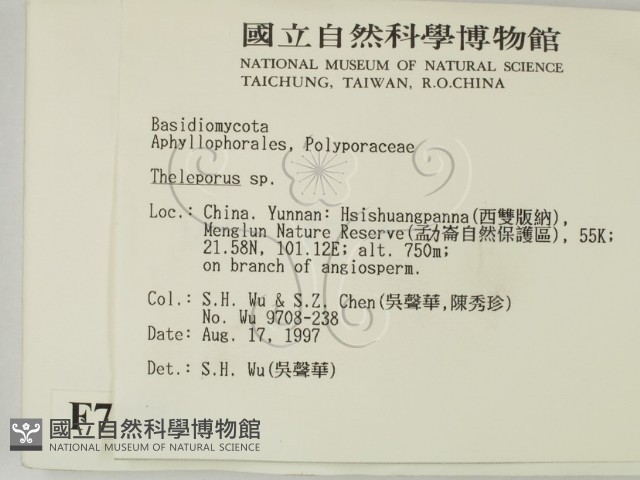 國立自然科學博物館
NATIONAL MUSEUM OF NATURAL SCIENCE
TAICHUNG, TAIWAN, R.O.CHINA
Basidiomycota
Aphyllophorales, Polyporaceae
Theleporus sp.
Loc.: China. Yunnan: Hsishuangpanna(西雙版納),
Menglun Nature Reserve(孟力崙自然保護區), 55K;
21.58N, 101.12E; alt. 750m;
on branch of angiosperm.
Col.: S.H. Wu & S.Z. Chen(吳聲華,陳秀珍)
No. Wu 9708-238
Date: Aug. 17, 1997
Det.: S.H. Wu(吳聲華)
F7
國立自然科學博物館
NATIONAL MUSEUM OF NATURAL SCIENCE